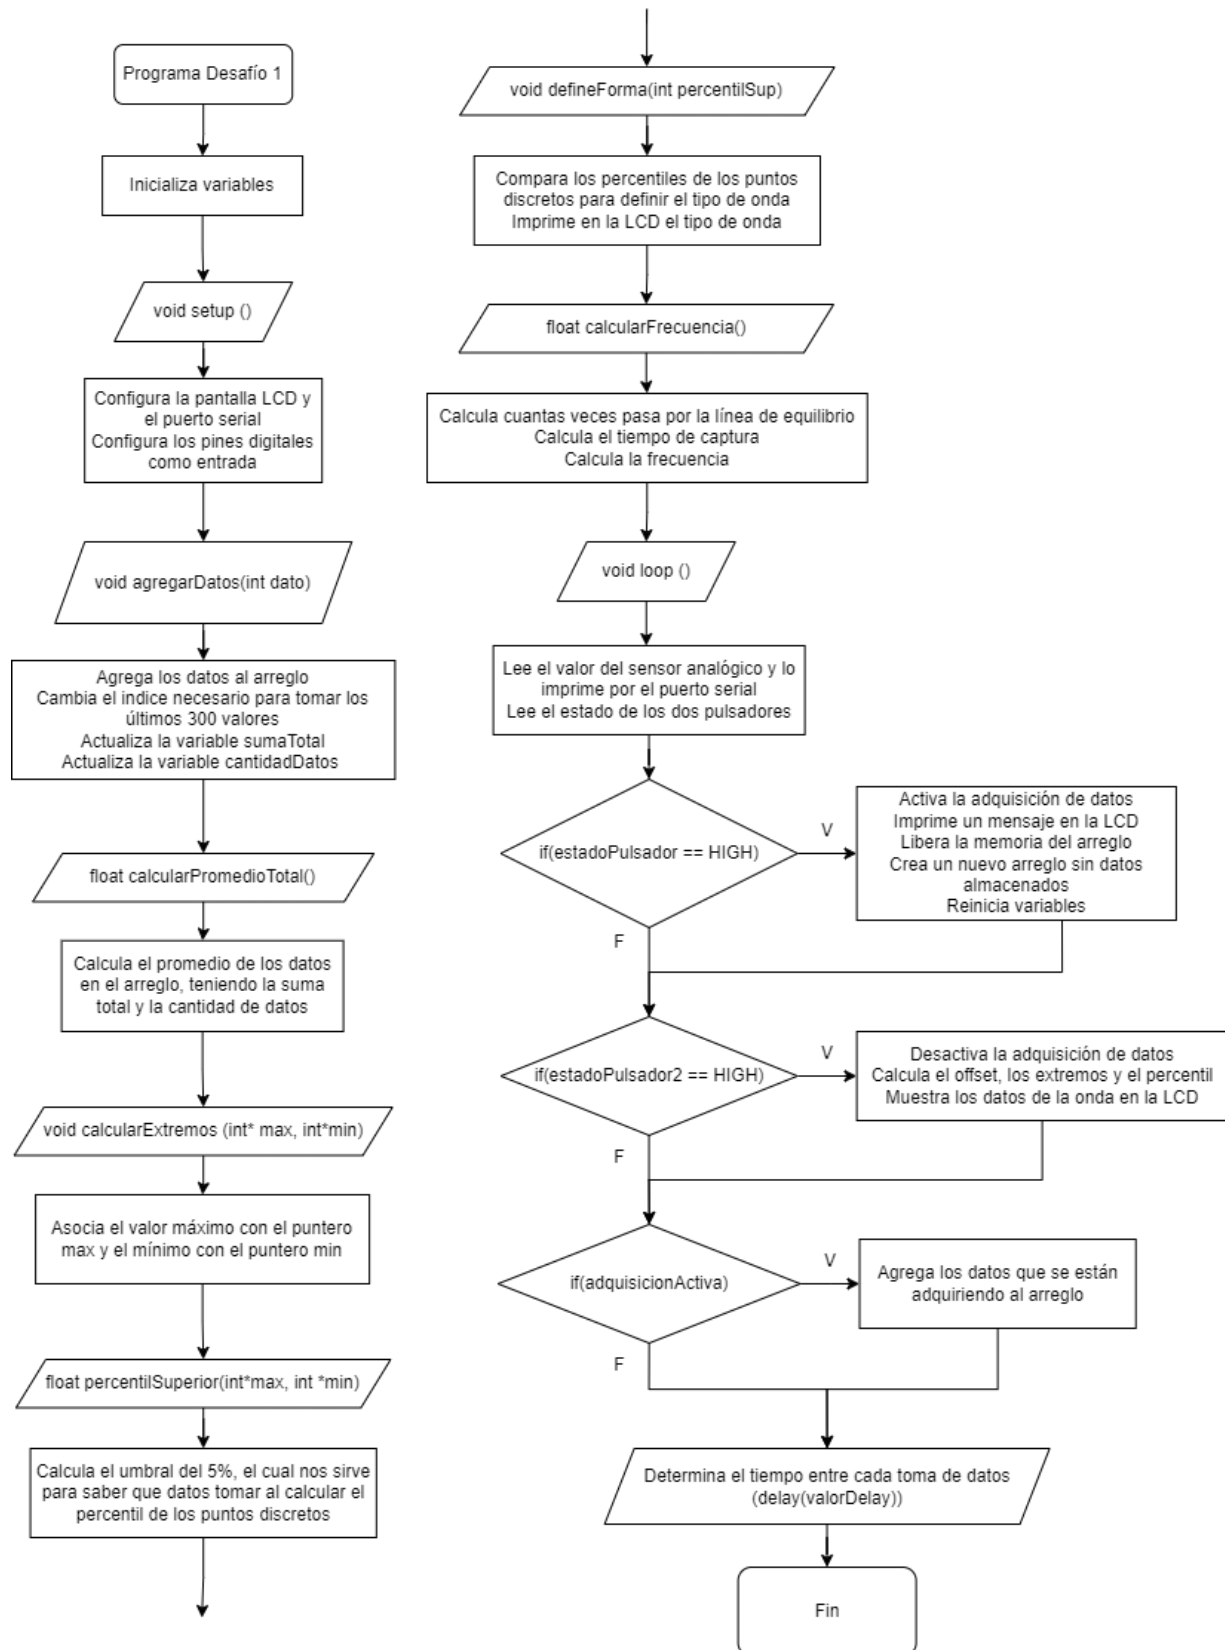 Programa Desafío 1
Inicializa variables
void setup ()
Configura la pantalla LCD y
el puerto serial
Configura los pines digitales
como entrada
void agregarDatos(int dato)
Agrega los datos al arreglo
Cambia el indice necesario para tomar los
últimos 300 valores
Actualiza la variable sumaTotal
Actualiza la variable cantidadDatos
float calcularPromedioTotal()
Calcula el promedio de los datos
en el arreglo, teniendo la suma
total y la cantidad de datos
void calcularExtremos (int* max, int*min)
Asocia el valor máximo con el puntero
max y el mínimo con el puntero min
float percentilSuperior(int*max, int *min)
Calcula el umbral del 5%, el cual nos sirve
para saber que datos tomar al calcular el
percentil de los puntos discretos
void defineForma(int percentilSup)
Compara los percentiles de los puntos
discretos para definir el tipo de onda
Imprime en la LCD el tipo de onda
float calcularFrecuencia()
Calcula cuantas veces pasa por la línea de equilibrio
Calcula el tiempo de captura
Calcula la frecuencia
void loop ()
Lee el valor del sensor analógico y lo
imprime por el puerto serial
Lee el estado de los dos pulsadores
if(estadoPulsador == HIGH)
V
Activa la adquisición de datos
Imprime un mensaje en la LCD
Libera la memoria del arreglo
Crea un nuevo arreglo sin datos
almacenados
Reinicia variables
F
if(estadoPulsador2 == HIGH)
V
Desactiva la adquisición de datos
Calcula el offset, los extremos y el percentil
Muestra los datos de la onda en la LCD
F
if(adquisicionActiva)
V
Agrega los datos que se están
adquiriendo al arreglo
F
Determina el tiempo entre cada toma de datos
(delay(valorDelay))
Fin